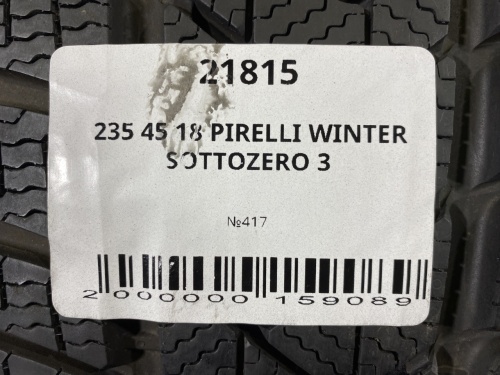 21815
235 45 18 PIRELLI WINTER
SOTTOZERO 3
№417
2 000000 159089